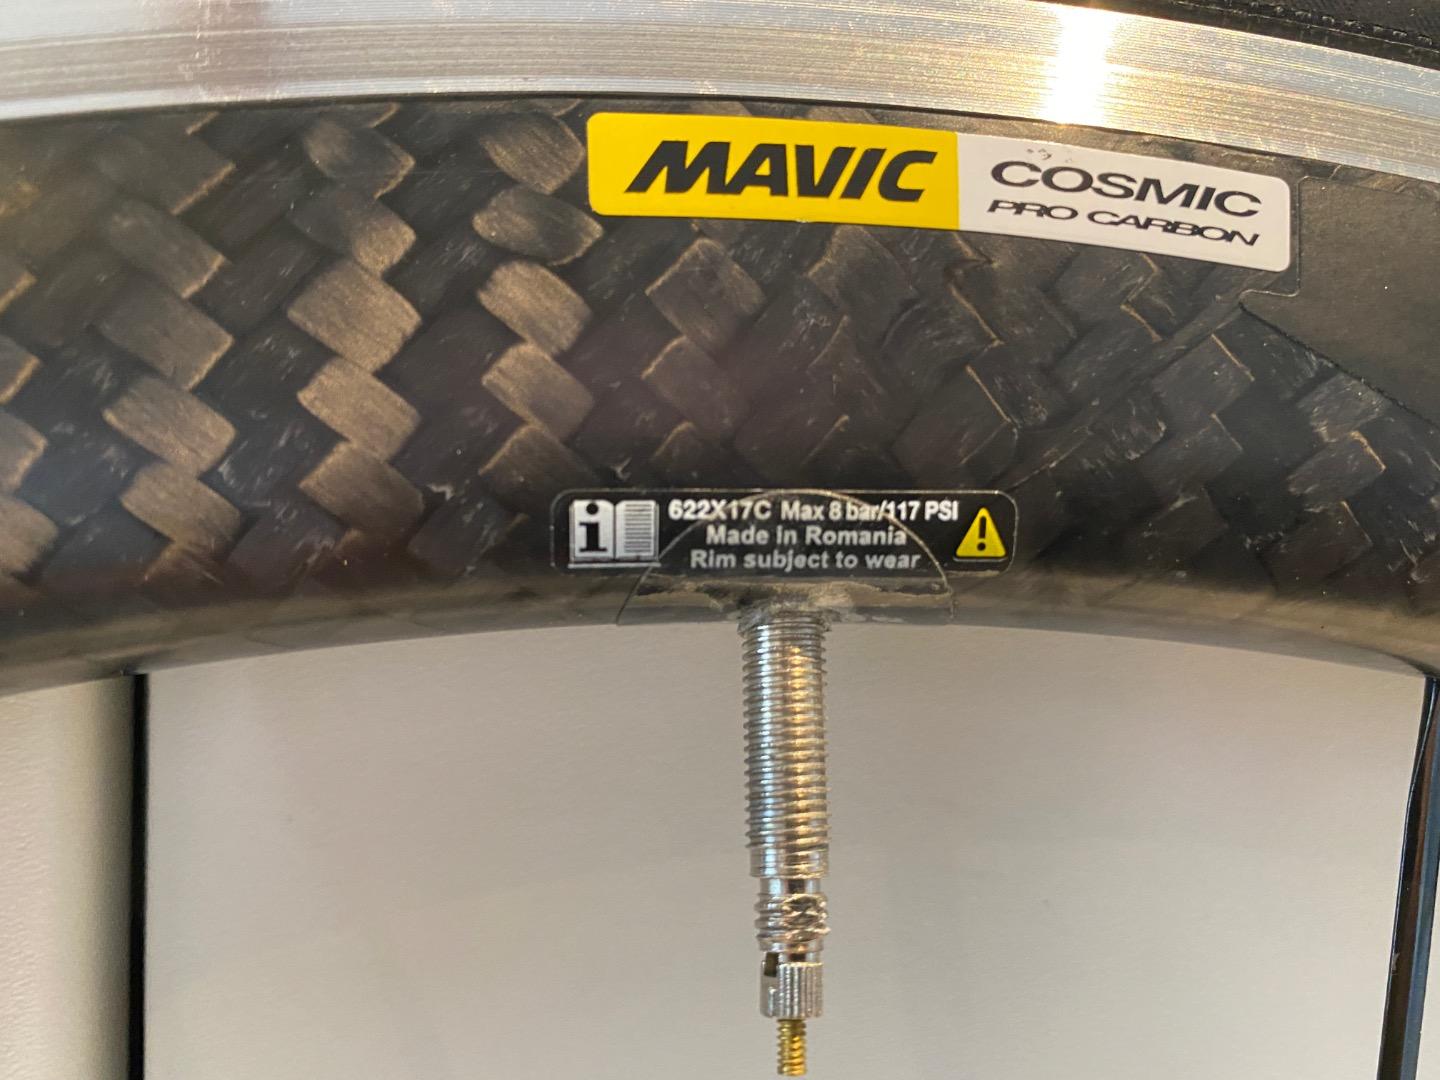 MAVIC COSMIC
PRO CARBON
622X17C Max 8 bar/117 PSI
Made in Romania
Rim subject to wear